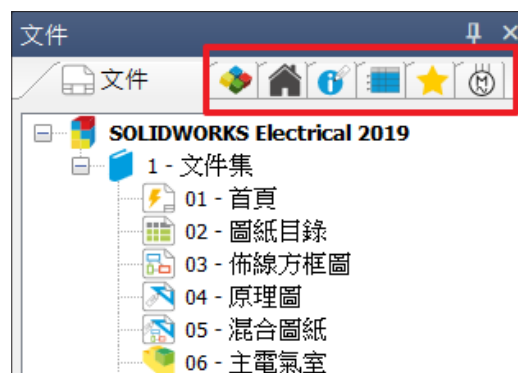 文件
文件
SOLIDWORKS Electrical 2019
1 - 文件集
01 - 首頁
02 - 圖紙目錄
03 - 佈線方框圖
04 - 原理圖
05 - 混合圖紙
06 - 主電氣室